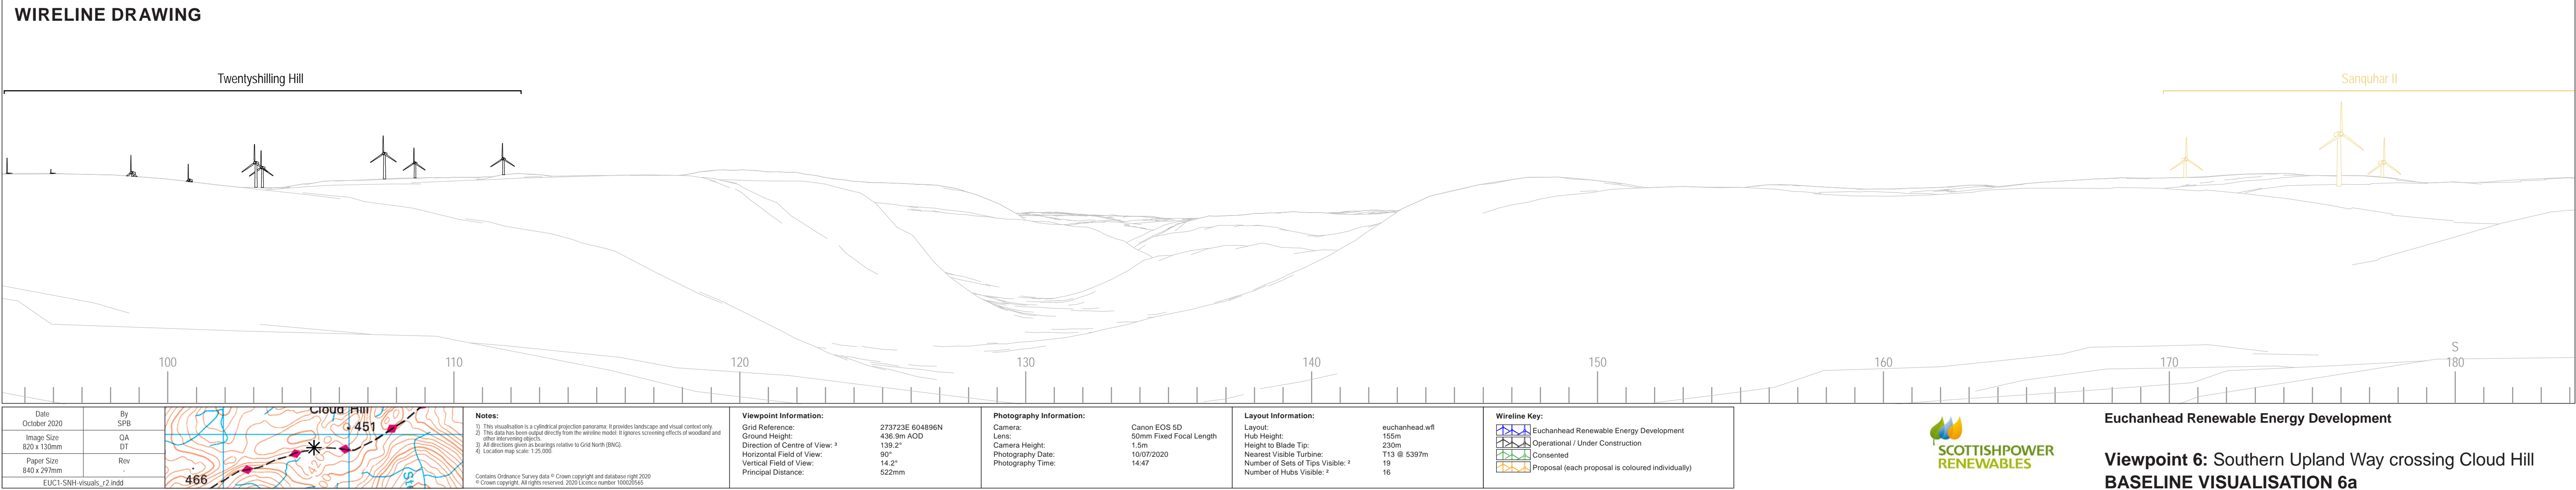 WIRELINE DRAWING
Twentyshilling Hill
Sanquhar II
S
100 110 120 130 140 150 160 170 180
Date
October 2020
By
SPB
Image Size
820 x 130mm
QA
DT
Paper Size
840 x 297mm
Rev
-
EUC1-SNH-visuals_r2.indd
Cloud Hill
451
420
466
Notes:
1) This visualisation is a cylindrical projection panorama. It provides landscape and visual context only.
2) This data has been output directly from the wireline model. It ignores screening effects of woodland and
other intervening objects.
3) All directions given as bearings relative to Grid North (BNG).
4) Location map scale: 1:25,000
Contains Ordnance Survey data © Crown copyright and database right 2020
© Crown copyright. All rights reserved. 2020 Licence number 100020565
Viewpoint Information:
Grid Reference: 273723E 604896N
Ground Height: 436.9m AOD
Direction of Centre of View: ³ 139.2°
Horizontal Field of View: 90°
Vertical Field of View: 14.2°
Principal Distance: 522mm
Photography Information:
Camera: Canon EOS 5D
Lens: 50mm Fixed Focal Length
Camera Height: 1.5m
Photography Date: 10/07/2020
Photography Time: 14:47
Layout Information:
Layout: euchanhead.wfl
Hub Height: 155m
Height to Blade Tip: 230m
Nearest Visible Turbine: T13 @ 5397m
Number of Sets of Tips Visible: ² 19
Number of Hubs Visible: ² 16
Wireline Key:
Euchanhead Renewable Energy Development
Operational / Under Construction
Consented
Proposal (each proposal is coloured individually)
SCOTTISHPOWER
RENEWABLES
Euchanhead Renewable Energy Development
Viewpoint 6: Southern Upland Way crossing Cloud Hill
BASELINE VISUALISATION 6a